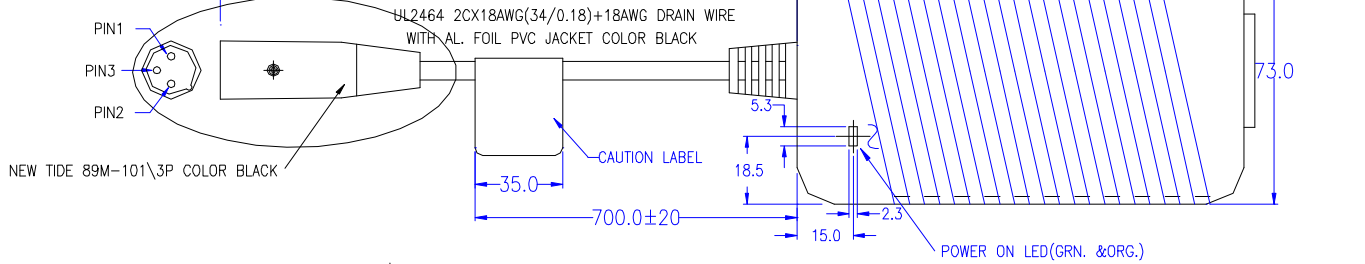 UL2464 2CX18AWG(34/0.18)+18AWG DRAIN WIRE
WITH AL. FOIL PVC JACKET COLOR BLACK
PIN1
PIN3
PIN2
73.0
5.3
CAUTION LABEL
NEW TIDE 89M-101\3P COLOR BLACK
18.5
35.0
700.0±20
2.3
15.0
POWER ON LED(GRN. &ORG.)